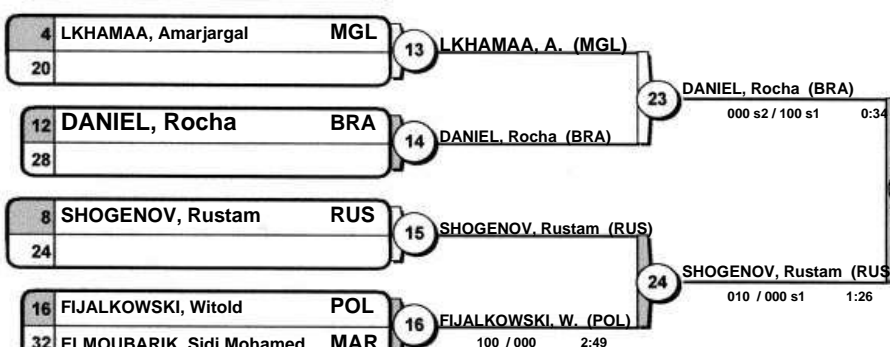 4 LKHAMAA, Amarjargal MGL
20
13
LKHAMAA, A. (MGL)
12 DANIEL, Rocha BRA
28
14
DANIEL, Rocha (BRA)
23
DANIEL, Rocha (BRA)
000 s2 / 100 s1 0:34
8 SHOGENOV, Rustam RUS
24
15
SHOGENOV, Rustam (RUS)
16 FIJALKOWSKI, Witold POL
32 ELMOUBARIK, Sidi Mohamed MAR
16
FIJALKOWSKI, W. (POL)
100 / 000 2:49
24
SHOGENOV, Rustam (RUS
010 / 000 s1 1:26